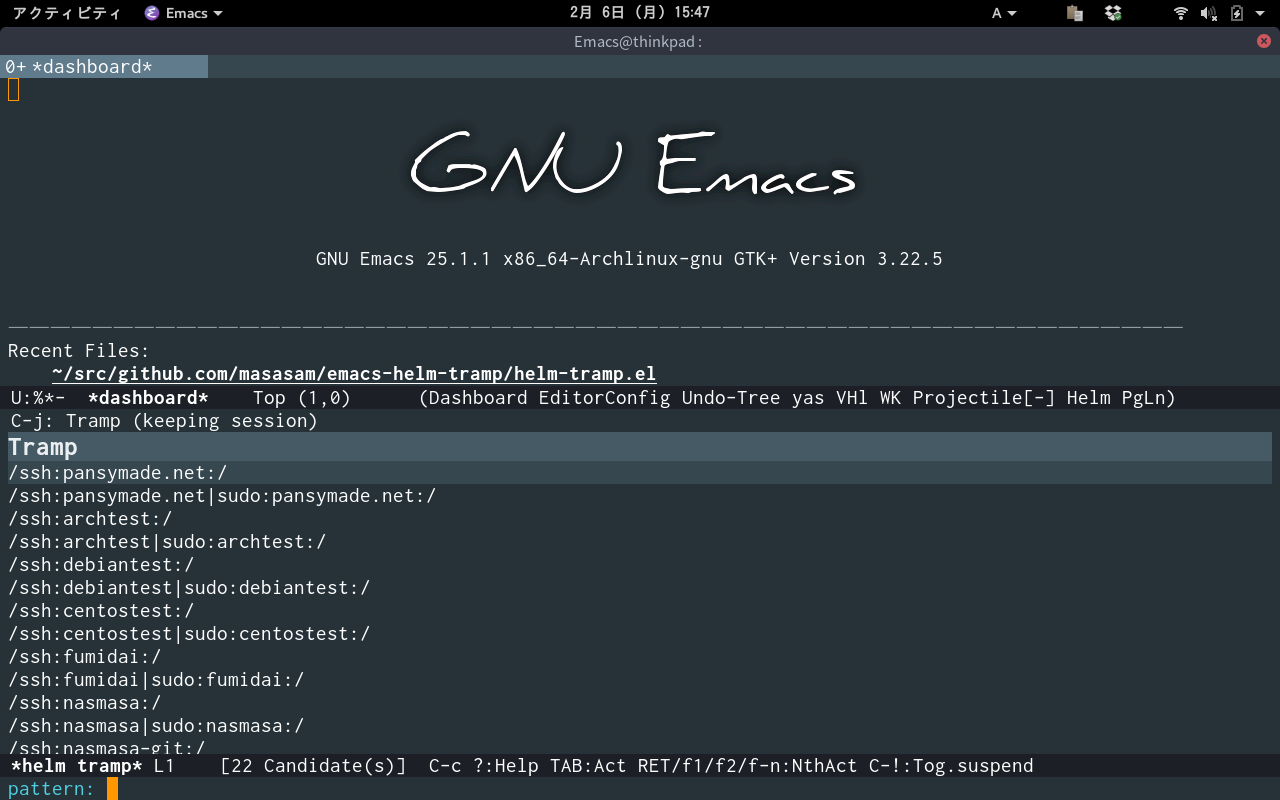 アクティビティ Emacs 2月 6日 (月) 15:47 A
Emacs@thinkpad:
0+ *dashboard*
GNU Emacs
GNU Emacs 25.1.1 x86_64-Archlinux-gnu GTK+ Version 3.22.5
Recent Files:
~/src/github.com/masasam/emacs-helm-tramp/helm-tramp.el
U:%*- *dashboard* Top (1,0) (Dashboard EditorConfig Undo-Tree yas VHl WK Projectile[-] Helm PgLn)
C-j: Tramp (keeping session)
Tramp
/ssh:pansymade.net:/
/ssh:pansymade.net|sudo:pansymade.net:/
/ssh:archtest:/
/ssh:archtest|sudo:archtest:/
/ssh:debiantest:/
/ssh:debiantest|sudo:debiantest:/
/ssh:centostest:/
/ssh:centostest|sudo:centostest:/
/ssh:fumidai:/
/ssh:fumidai|sudo:fumidai:/
/ssh:nasmasa:/
/ssh:nasmasa|sudo:nasmasa:/
/ssh:nasmasa-git:/
*helm tramp* L1 [22 Candidate(s)] C-c ?:Help TAB:Act RET/f1/f2/f-n:NthAct C-!:Tog.suspend
pattern: